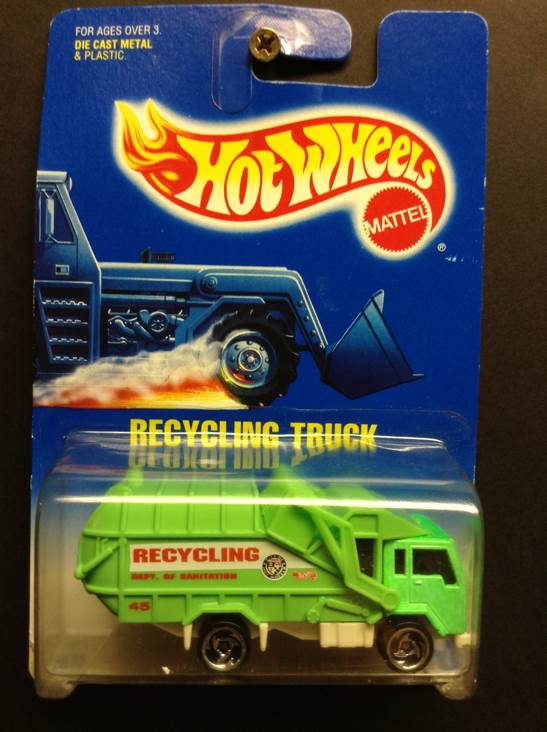 FOR AGES OVER 3.
DIE CAST METAL
& PLASTIC.
HOT WHEELS
MATTEL
®
RECYCLING TRUCK
RECYCLING
DEPT. OF SANITATION
45